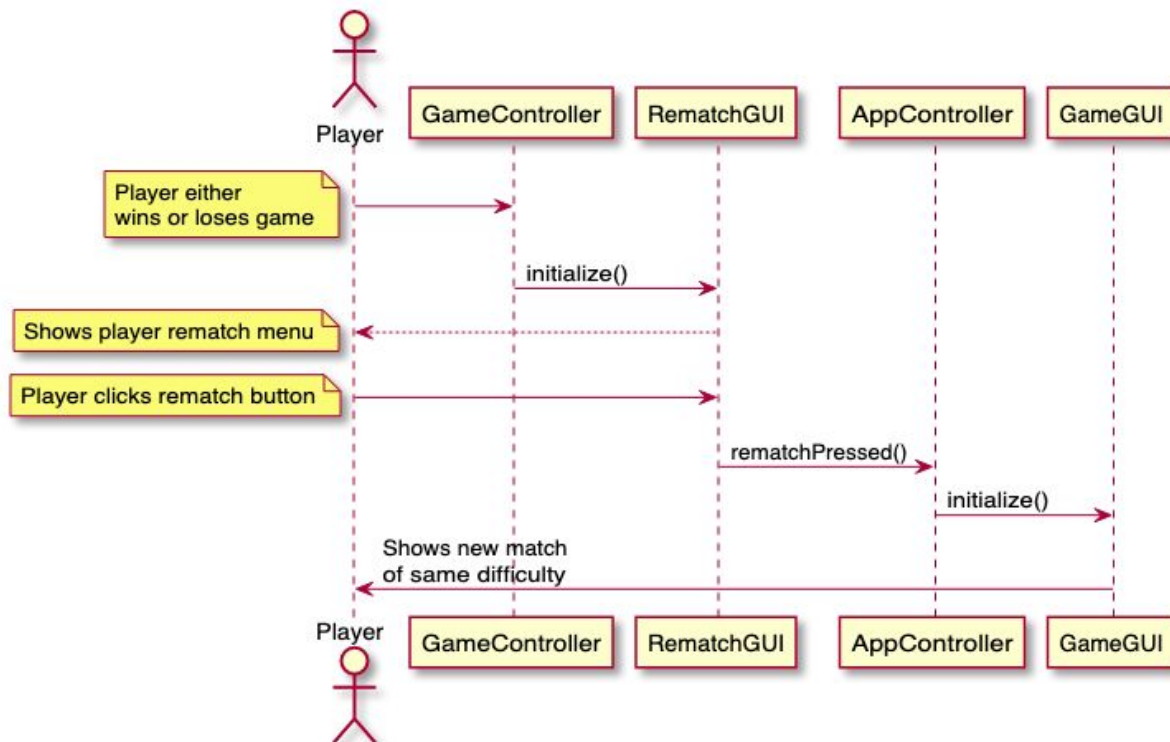 Player
GameController
RematchGUI
AppController
GameGUI
Player either
wins or loses game
initialize()
Shows player rematch menu
Player clicks rematch button
rematchPressed()
initialize()
Shows new match
of same difficulty
Player
GameController
RematchGUI
AppController
GameGUI